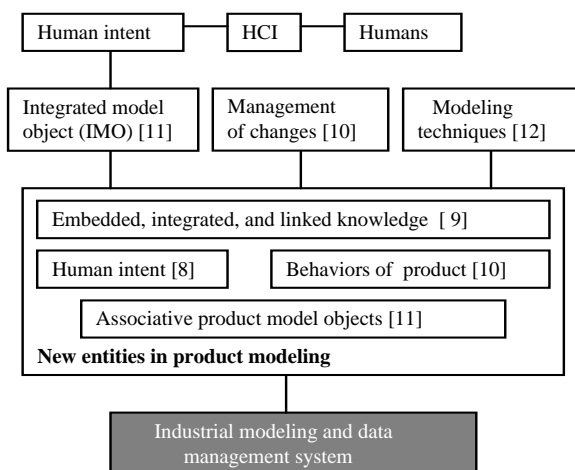 Human intent
HCI
Humans
Integrated model
object (IMO) [11]
Management
of changes [10]
Modeling
techniques [12]
Embedded, integrated, and linked knowledge [ 9]
Human intent [8]
Behaviors of product [10]
Associative product model objects [11]
New entities in product modeling
Industrial modeling and data
management system